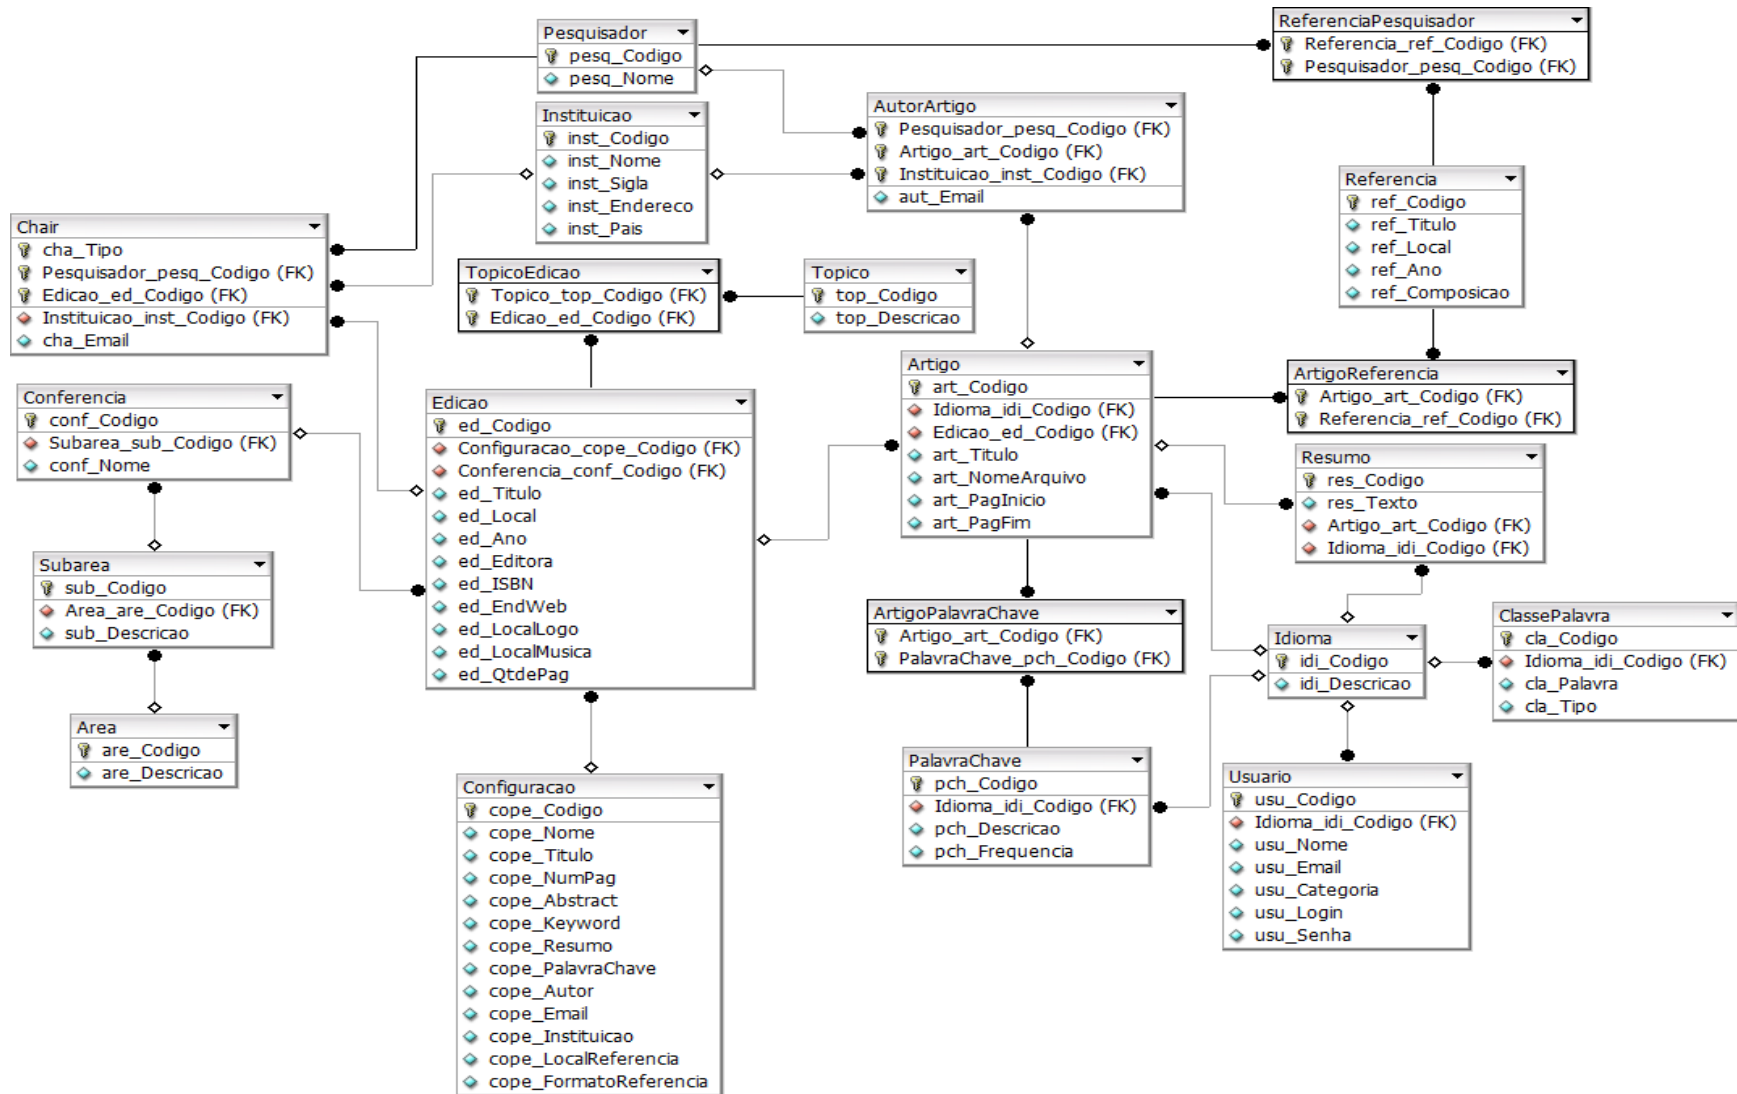 Pesquisador
pesq_Codigo
pesq_Nome
ReferenciaPesquisador
Referencia_ref_Codigo (FK)
Pesquisador_pesq_Codigo (FK)
Instituicao
inst_Codigo
inst_Nome
inst_Sigla
inst_Endereco
inst_Pais
AutorArtigo
Pesquisador_pesq_Codigo (FK)
Artigo_art_Codigo (FK)
Instituicao_inst_Codigo (FK)
aut_Email
Referencia
ref_Codigo
ref_Titulo
ref_Local
ref_Ano
ref_Composicao
Chair
cha_Tipo
Pesquisador_pesq_Codigo (FK)
Edicao_ed_Codigo (FK)
Instituicao_inst_Codigo (FK)
cha_Email
TopicoEdicao
Topico_top_Codigo (FK)
Edicao_ed_Codigo (FK)
Topico
top_Codigo
top_Descricao
Artigo
art_Codigo
Idioma_idi_Codigo (FK)
Edicao_ed_Codigo (FK)
art_Titulo
art_NomeArquivo
art_PagInicio
art_PagFim
ArtigoReferencia
Artigo_art_Codigo (FK)
Referencia_ref_Codigo (FK)
Conferencia
conf_Codigo
Subarea_sub_Codigo (FK)
conf_Nome
Edicao
ed_Codigo
Configuracao_cope_Codigo (FK)
Conferencia_conf_Codigo (FK)
ed_Titulo
ed_Local
ed_Ano
ed_Editora
ed_ISBN
ed_EndWeb
ed_LocalLogo
ed_LocalMusica
ed_QtdePag
Resumo
res_Codigo
res_Texto
Artigo_art_Codigo (FK)
Idioma_idi_Codigo (FK)
Subarea
sub_Codigo
Area_are_Codigo (FK)
sub_Descricao
ArtigoPalavraChave
Artigo_art_Codigo (FK)
PalavraChave_pch_Codigo (FK)
Idioma
idi_Codigo
idi_Descricao
ClassePalavra
cla_Codigo
Idioma_idi_Codigo (FK)
cla_Palavra
cla_Tipo
Area
are_Codigo
are_Descricao
Configuracao
cope_Codigo
cope_Nome
cope_Titulo
cope_NumPag
cope_Abstract
cope_Keyword
cope_Resumo
cope_PalavraChave
cope_Autor
cope_Email
cope_Instituicao
cope_LocalReferencia
cope_FormatoReferencia
PalavraChave
pch_Codigo
Idioma_idi_Codigo (FK)
pch_Descricao
pch_Frequencia
Usuario
usu_Codigo
Idioma_idi_Codigo (FK)
usu_Nome
usu_Email
usu_Categoria
usu_Login
usu_Senha